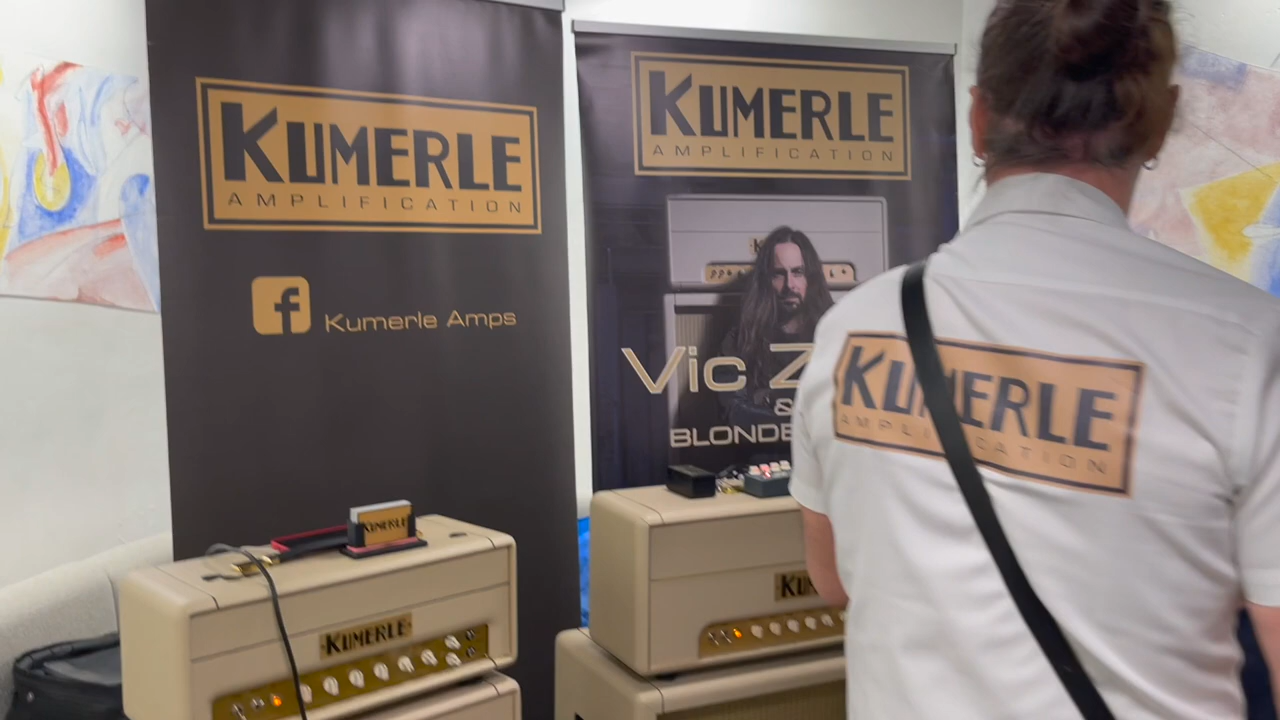 KUMERLE
AMPLIFICATION
f
Kumerle Amps
KUMERLE
AMPLIFICATION
Vic
&
BLONDE
KUMERLE
AMPLIFICATION
KUMERLE
KUMERLE